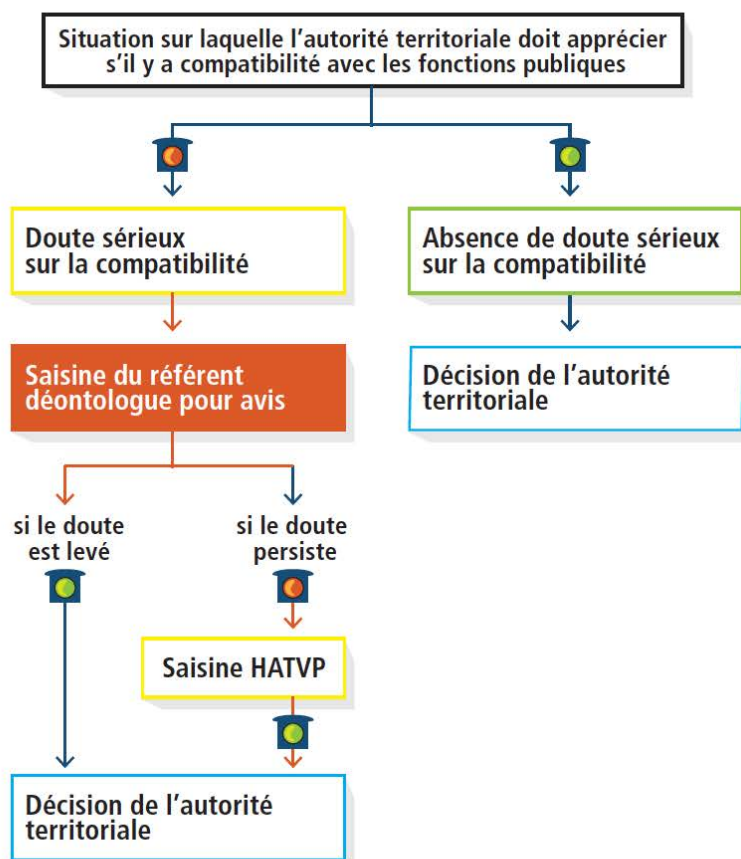 Situation sur laquelle l’autorité territoriale doit apprécier
s’il y a compatibilité avec les fonctions publiques
Doute sérieux
sur la compatibilité
Absence de doute sérieux
sur la compatibilité
Saisine du référent
déontologue pour avis
Décision de l’autorité
territoriale
si le doute
est levé
si le doute
persiste
Saisine HATVP
Décision de l’autorité
territoriale